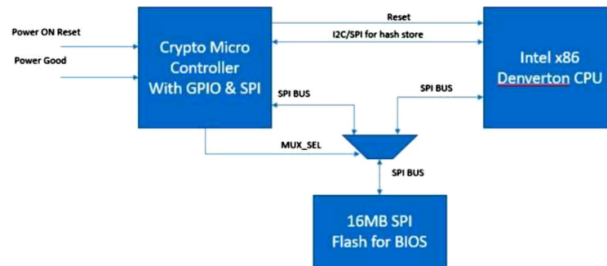 Power ON Reset
Power Good
Crypto Micro
Controller
With GPIO & SPI
Reset
I2C/SPI for hash store
Intel x86
Denverton CPU
SPI BUS
SPI BUS
MUX_SEL
SPI BUS
16MB SPI
Flash for BIOS